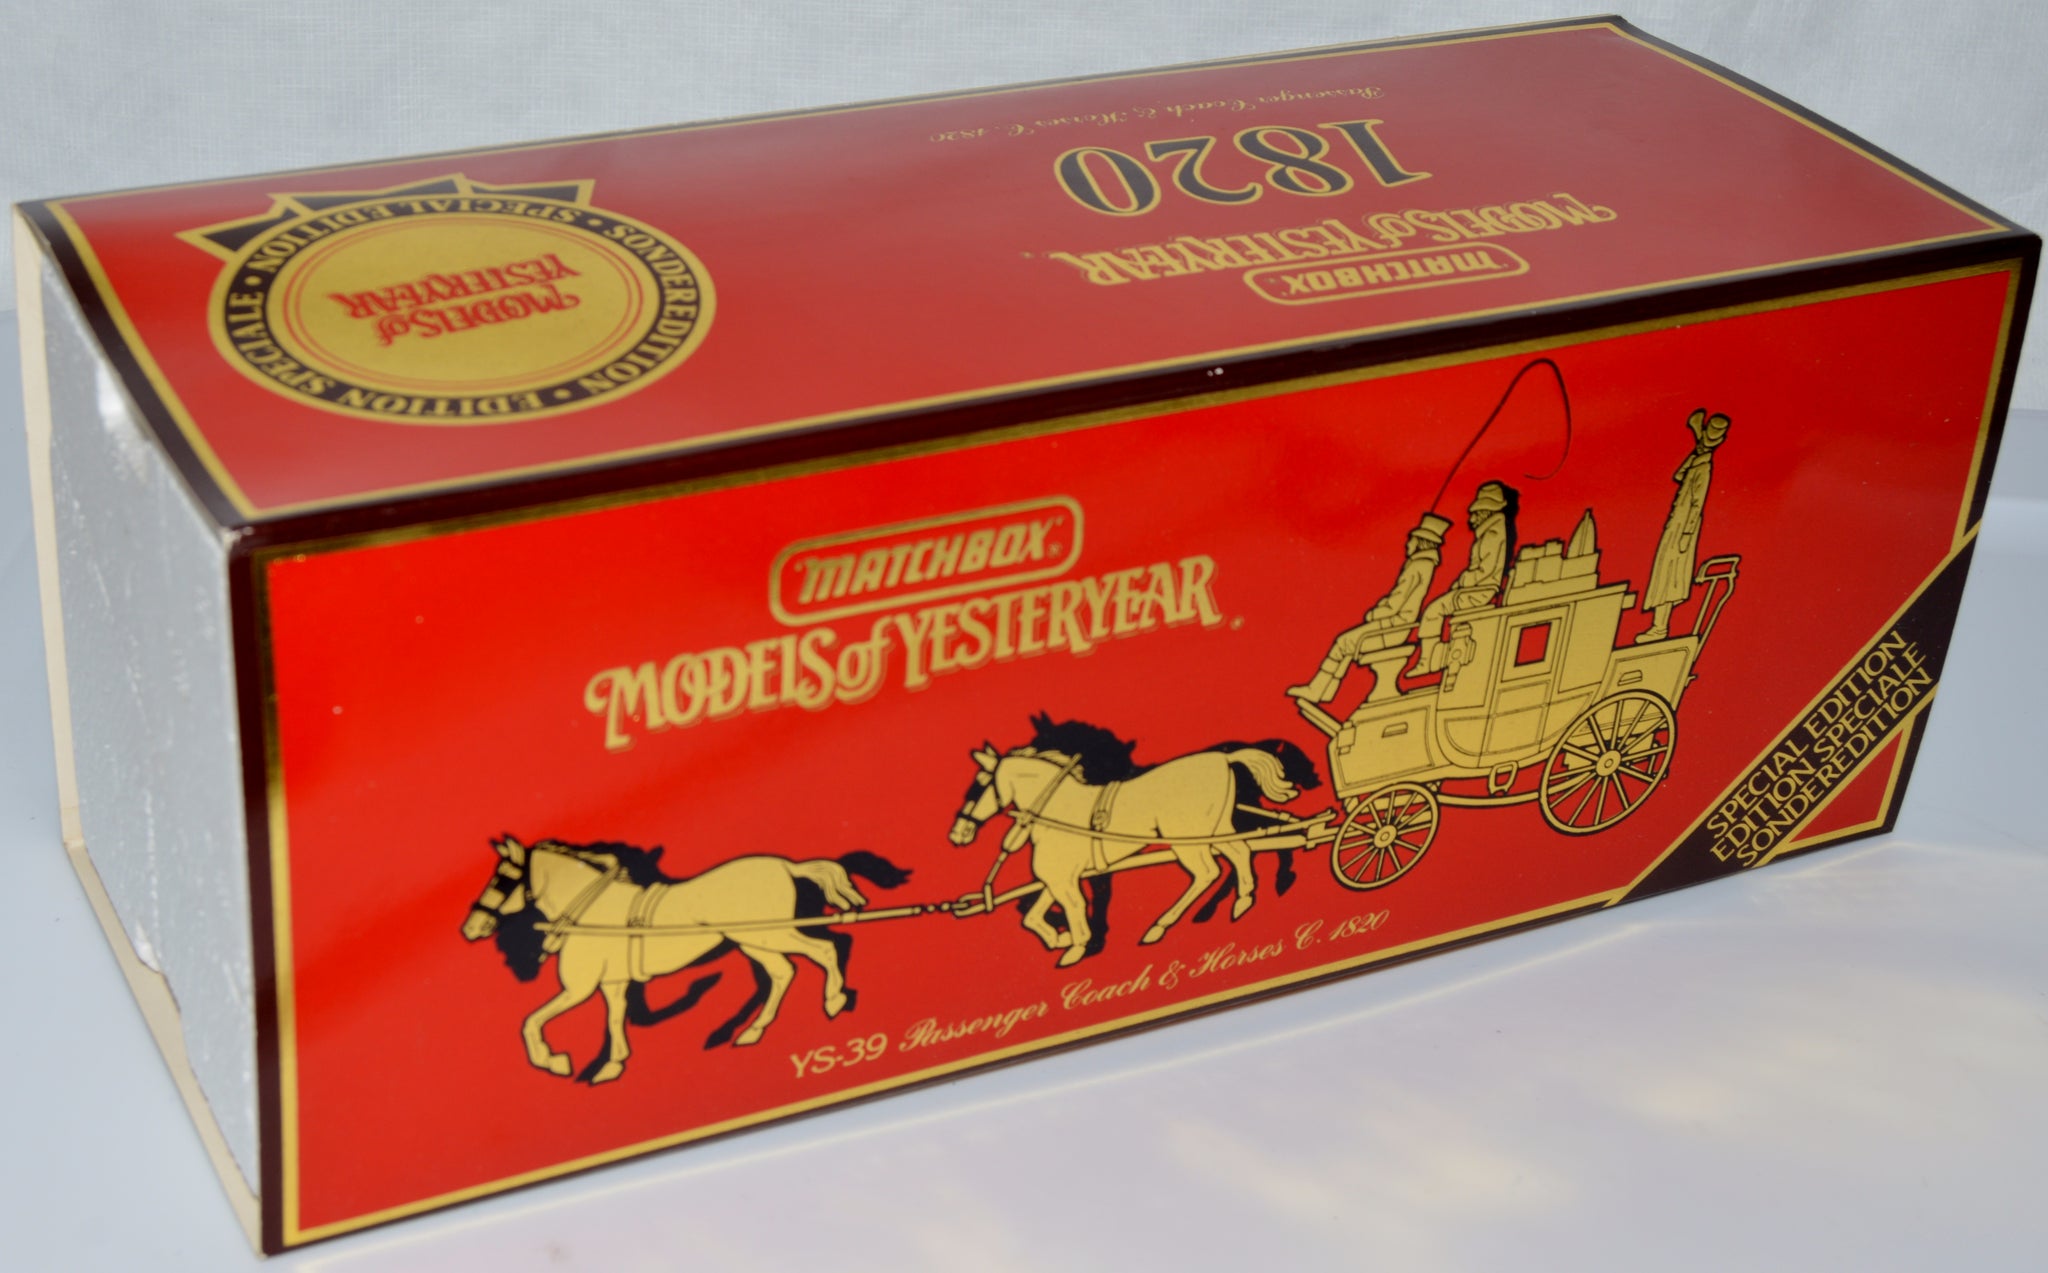 Passenger Coach & Horses C. 1820
1820
MODELS of YESTERYEAR
MATCHBOX
SPECIAL EDITION • SONDEREDITION • EDITION SPECIALE •
MODELS of
YESTERYEAR
MATCHBOX®
MODELS of YESTERYEAR®
YS-39 Passenger Coach & Horses C. 1820
SPECIAL EDITION
EDITION SPECIALE
SONDEREDITION